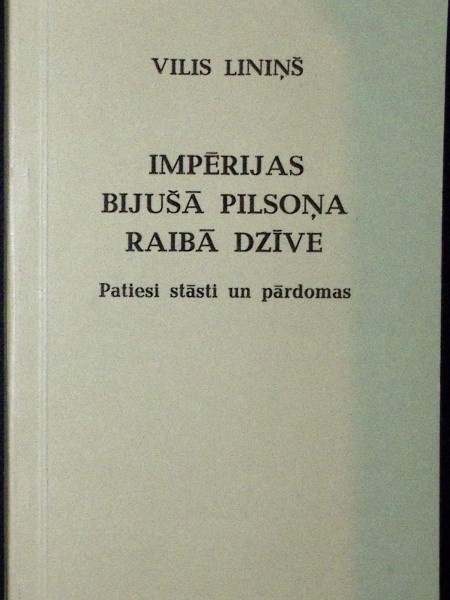 VILIS LINIŅŠ
IMPĒRIJAS
BIJUŠĀ PILSOŅA
RAIBĀ DZĪVE
Patiesi stāsti un pārdomas